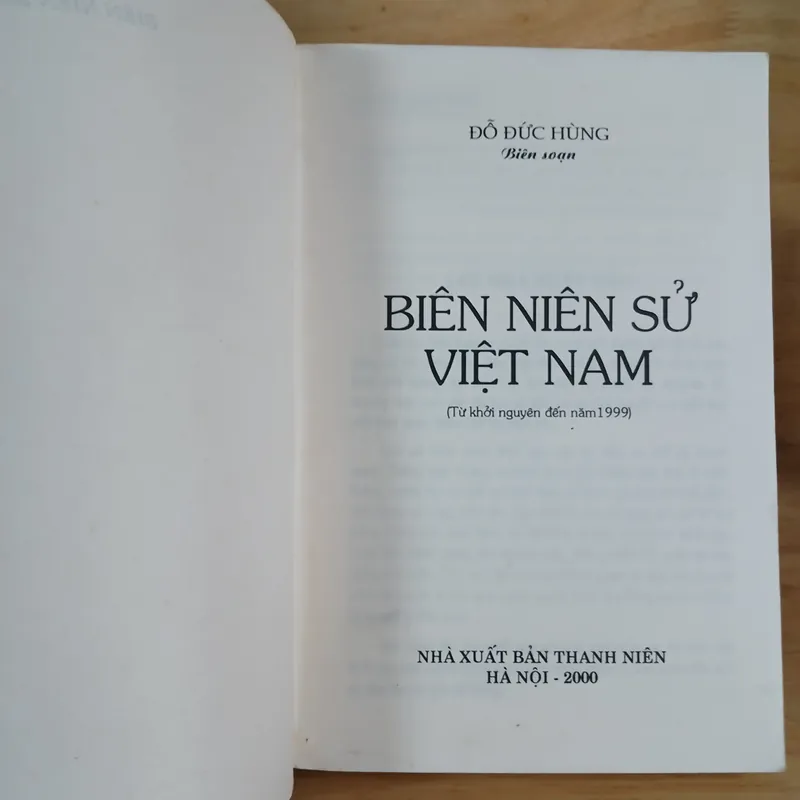 ĐỖ ĐỨC HÙNG
Biên soạn
BIÊN NIÊN SỬ
VIỆT NAM
(Từ khởi nguyên đến năm1999)
NHÀ XUẤT BẢN THANH NIÊN
HÀ NỘI - 2000